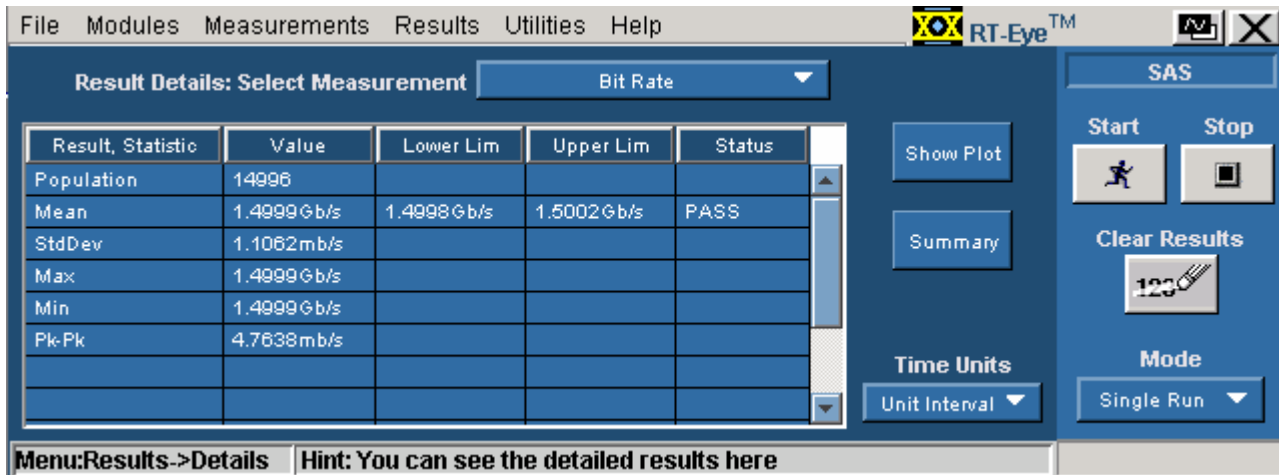 File Modules Measurements Results Utilities Help RT-Eye™
Result Details: Select Measurement Bit Rate
Result, Statistic Value Lower Lim Upper Lim Status
Population 14996
Mean 1.4999Gb/s 1.4998Gb/s 1.5002Gb/s PASS
StdDev 1.1062mb/s
Max 1.4999Gb/s
Min 1.4999Gb/s
Pk-Pk 4.7638mb/s
Show Plot
Summary
Time Units
Unit Interval
SAS
Start Stop
Clear Results
123
Mode
Single Run
Menu:Results->Details Hint: You can see the detailed results here